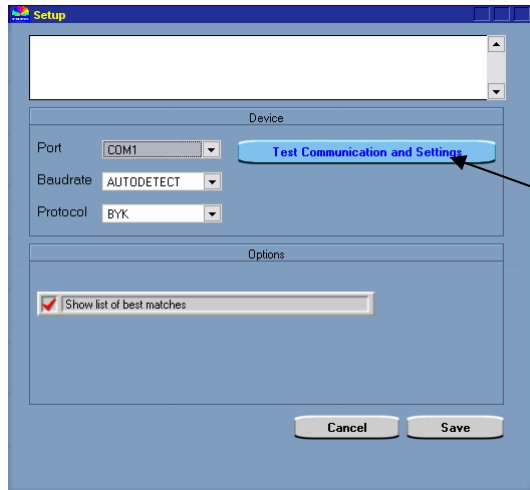 Setup
Device
Port COM1 Test Communication and Settings
Baudrate AUTODETECT
Protocol BYK
Options
Show list of best matches
Cancel Save